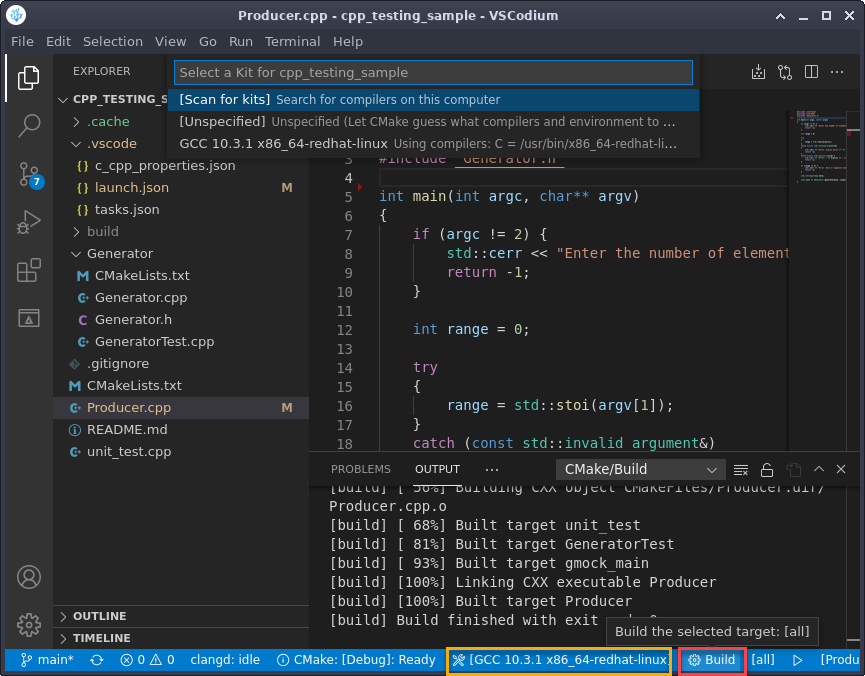 Producer.cpp - cpp_testing_sample - VSCodium
File Edit Selection View Go Run Terminal Help
EXPLORER
Select a Kit for cpp_testing_sample
[Scan for kits] Search for compilers on this computer
[Unspecified] Unspecified (Let CMake guess what compilers and environment to ...
GCC 10.3.1 x86_64-redhat-linux Using compilers: C = /usr/bin/x86_64-redhat-li...
CPP_TESTING_S
.cache
.vscode
{} c_cpp_properties.json
{} launch.json M
{} tasks.json
build
Generator
CMakeLists.txt
Generator.cpp
Generator.h
GeneratorTest.cpp
.gitignore
CMakeLists.txt
Producer.cpp M
README.md
unit_test.cpp
OUTLINE
TIMELINE
7
3 #include "Generator.h"
4
5 int main(int argc, char** argv)
6 {
7 if (argc != 2) {
8 std::cerr << "Enter the number of element
9 return -1;
10 }
11
12 int range = 0;
13
14 try
15 {
16 range = std::stoi(argv[1]);
17 }
18 catch (const std::invalid_argument&)
PROBLEMS OUTPUT ... CMake/Build
[build] [ 56%] Building CXX object CMakeFiles/Producer.dir/
Producer.cpp.o
[build] [ 68%] Built target unit_test
[build] [ 81%] Built target GeneratorTest
[build] [ 93%] Built target gmock_main
[build] [100%] Linking CXX executable Producer
[build] [100%] Built target Producer
[build] Build finished with exit
Build the selected target: [all]
main* 0 0 clangd: idle CMake: [Debug]: Ready [GCC 10.3.1 x86_64-redhat-linux] Build [all] [Produ